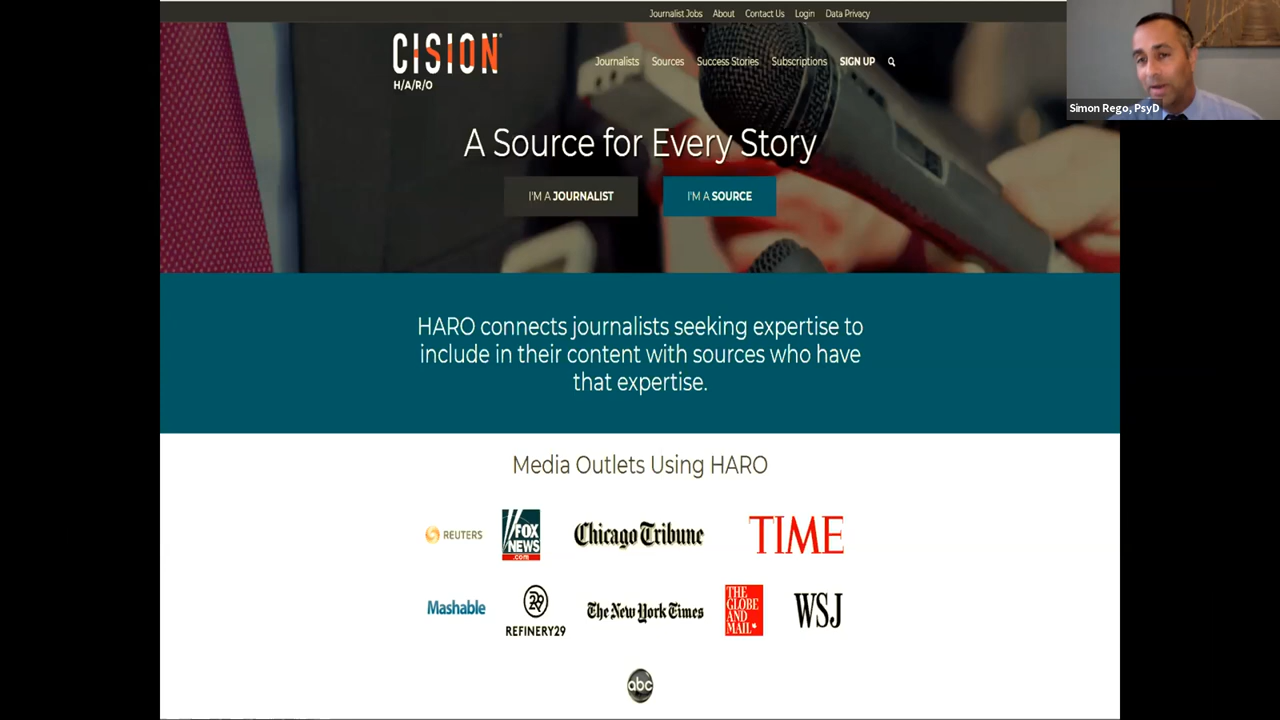 Journalist Jobs About Contact Us Login Data Privacy
CISION®
H/A/R/O
Journalists Sources Success Stories Subscriptions SIGN UP
Simon Rego, PsyD
A Source for Every Story
I'M A JOURNALIST I'M A SOURCE
HARO connects journalists seeking expertise to
include in their content with sources who have
that expertise.
Media Outlets Using HARO
REUTERS
FOX
NEWS
.com
Chicago Tribune
TIME
Mashable
R29
REFINERY29
The New York Times
THE
GLOBE
AND
MAIL
WSJ
abc